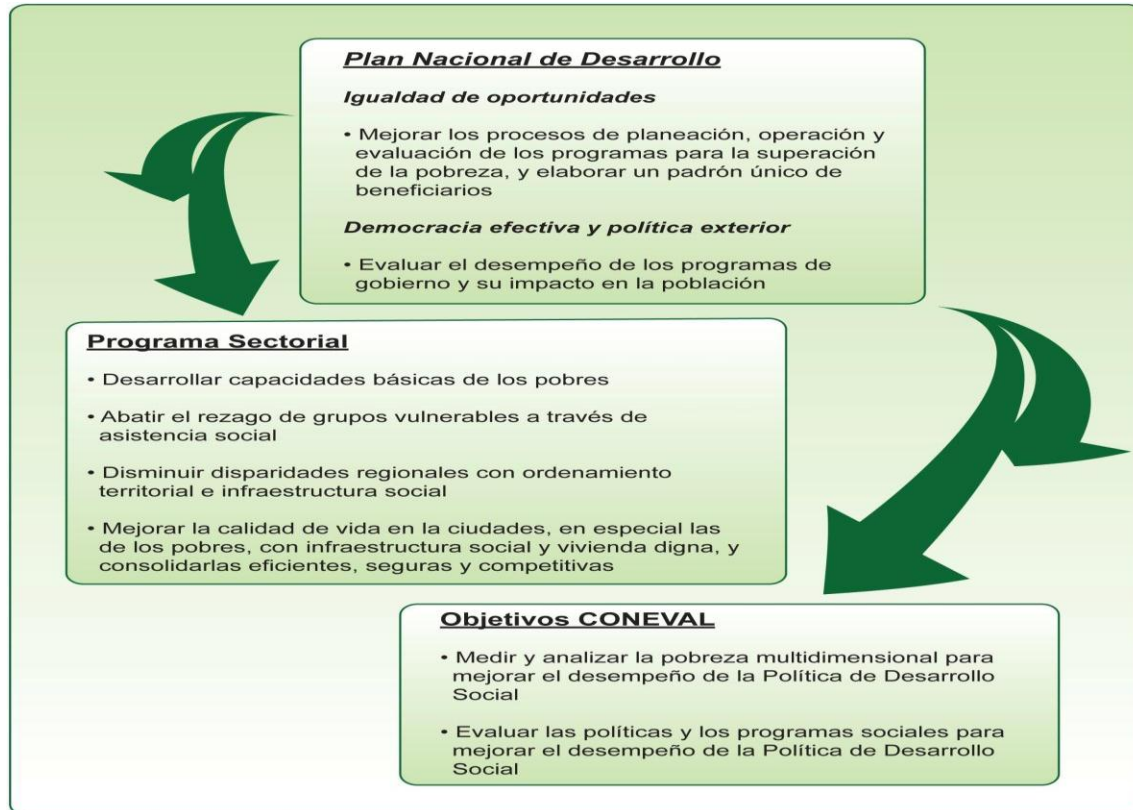 Plan Nacional de Desarrollo
Igualdad de oportunidades
• Mejorar los procesos de planeación, operación y
evaluación de los programas para la superación
de la pobreza, y elaborar un padrón único de
beneficiarios
Democracia efectiva y política exterior
• Evaluar el desempeño de los programas de
gobierno y su impacto en la población
Programa Sectorial
• Desarrollar capacidades básicas de los pobres
• Abatir el rezago de grupos vulnerables a través de
asistencia social
• Disminuir disparidades regionales con ordenamiento
territorial e infraestructura social
• Mejorar la calidad de vida en la ciudades, en especial las
de los pobres, con infraestructura social y vivienda digna, y
consolidarlas eficientes, seguras y competitivas
Objetivos CONEVAL
• Medir y analizar la pobreza multidimensional para
mejorar el desempeño de la Política de Desarrollo
Social
• Evaluar las políticas y los programas sociales para
mejorar el desempeño de la Política de Desarrollo
Social